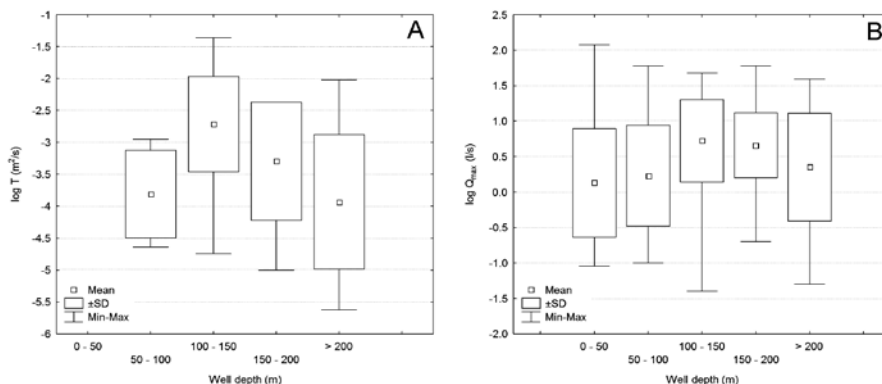 A
-1
-1.5
-2
-2.5
-3
-3.5
-4
-4.5
-5
-5.5
-6
log T (m²/s)
Mean
±SD
Min-Max
0 - 50 100 - 150 > 200
50 - 100 150 - 200
Well depth (m)
B
2.5
2.0
1.5
1.0
0.5
0.0
-0.5
-1.0
-1.5
-2.0
log Qmax (l/s)
Mean
±SD
Min-Max
0 - 50 100 - 150 > 200
50 - 100 150 - 200
Well depth (m)